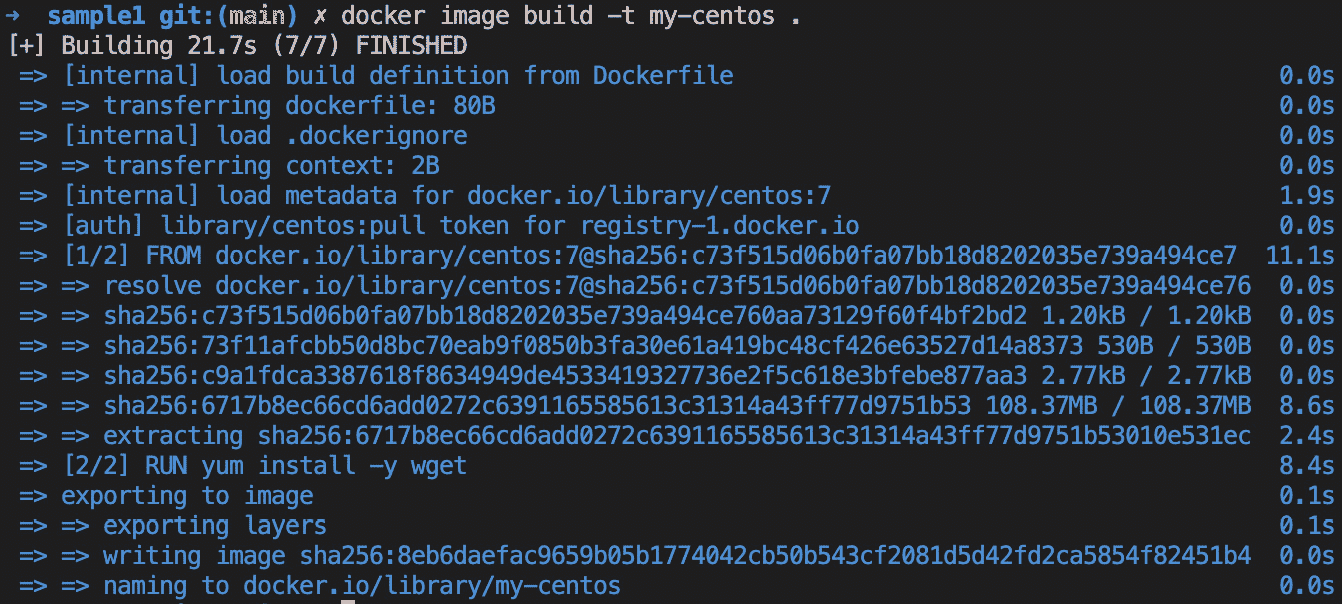 → sample1 git:(main) ✗ docker image build -t my-centos .
[+] Building 21.7s (7/7) FINISHED
=> [internal] load build definition from Dockerfile 0.0s
=> => transferring dockerfile: 80B 0.0s
=> [internal] load .dockerignore 0.0s
=> => transferring context: 2B 0.0s
=> [internal] load metadata for docker.io/library/centos:7 1.9s
=> [auth] library/centos:pull token for registry-1.docker.io 0.0s
=> [1/2] FROM docker.io/library/centos:7@sha256:c73f515d06b0fa07bb18d8202035e739a494ce7 11.1s
=> => resolve docker.io/library/centos:7@sha256:c73f515d06b0fa07bb18d8202035e739a494ce76 0.0s
=> => sha256:c73f515d06b0fa07bb18d8202035e739a494ce760aa73129f60f4bf2bd2 1.20kB / 1.20kB 0.0s
=> => sha256:73f11afcbb50d8bc70eab9f0850b3fa30e61a419bc48cf426e63527d14a8373 530B / 530B 0.0s
=> => sha256:c9a1fdca3387618f8634949de4533419327736e2f5c618e3bfebe877aa3 2.77kB / 2.77kB 0.0s
=> => sha256:6717b8ec66cd6add0272c6391165585613c31314a43ff77d9751b53 108.37MB / 108.37MB 8.6s
=> => extracting sha256:6717b8ec66cd6add0272c6391165585613c31314a43ff77d9751b53010e531ec 2.4s
=> [2/2] RUN yum install -y wget 8.4s
=> exporting to image 0.1s
=> => exporting layers 0.1s
=> => writing image sha256:8eb6daefac9659b05b1774042cb50b543cf2081d5d42fd2ca5854f82451b4 0.0s
=> => naming to docker.io/library/my-centos 0.0s